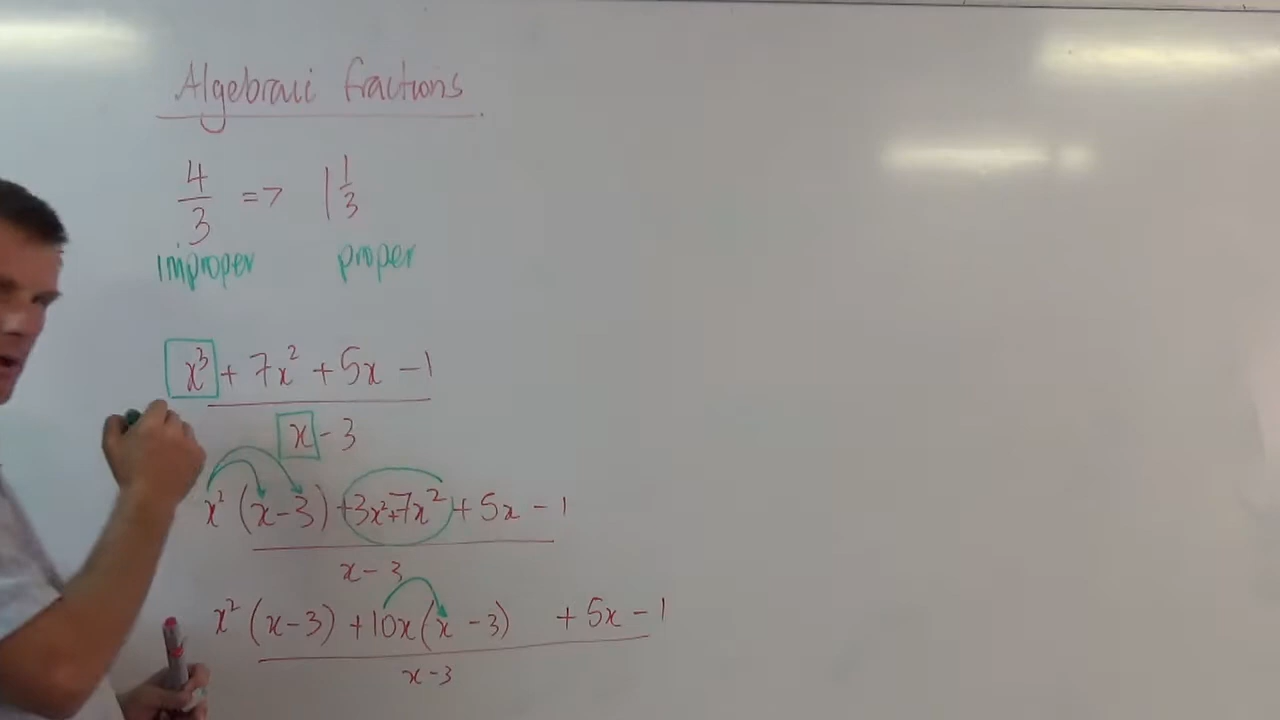 Algebraic fractions
4/3 => 1 1/3
improper proper
x³ + 7x² + 5x - 1
x - 3
x² (x - 3) + 3x² + 7x² + 5x - 1
x - 3
x² (x - 3) + 10x (x - 3) + 5x - 1
x - 3